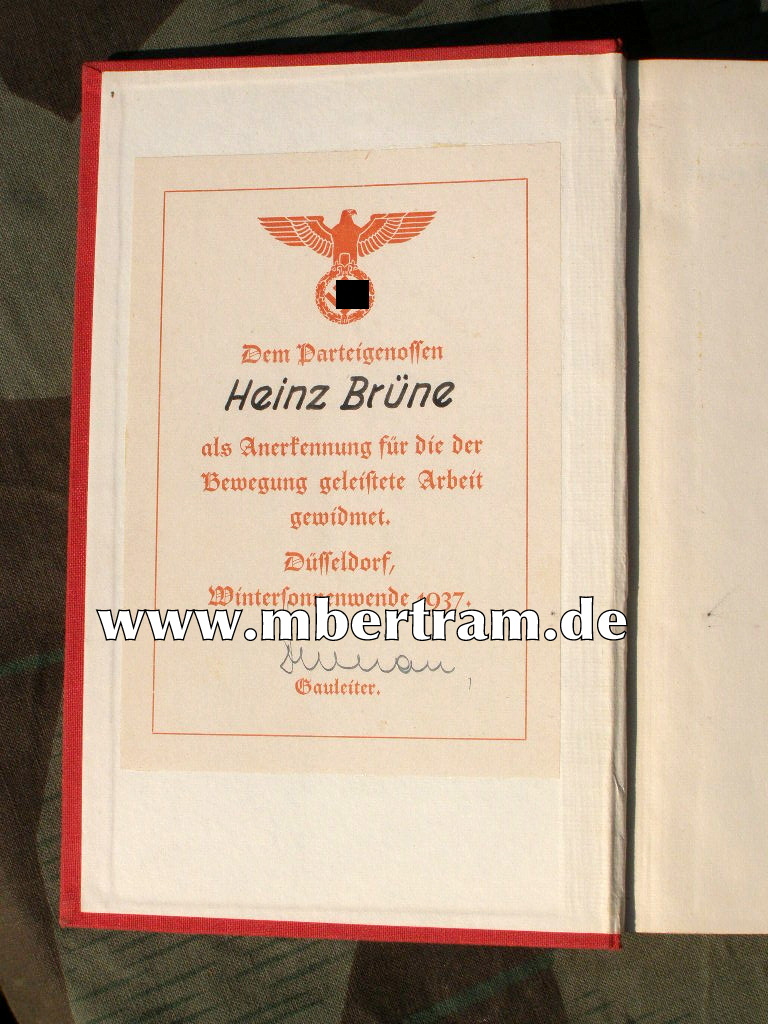 Dem Parteigenossen
Heinz Brüne
als Anerkennung für die der
Bewegung geleistete Arbeit
gewidmet.
Düsseldorf,
Wintersonnenwende 1937.
www.mbertram.de
Gauleiter.